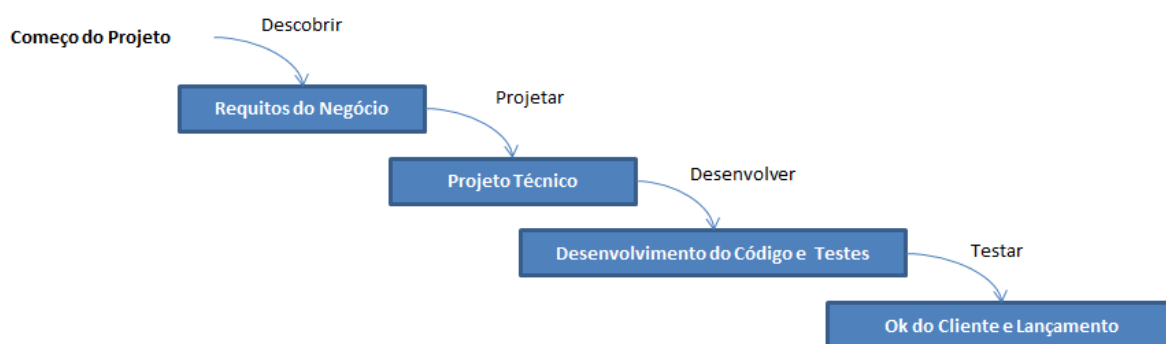 Descobrir
Começo do Projeto
Requitos do Negócio
Projetar
Projeto Técnico
Desenvolver
Desenvolvimento do Código e Testes
Testar
Ok do Cliente e Lançamento